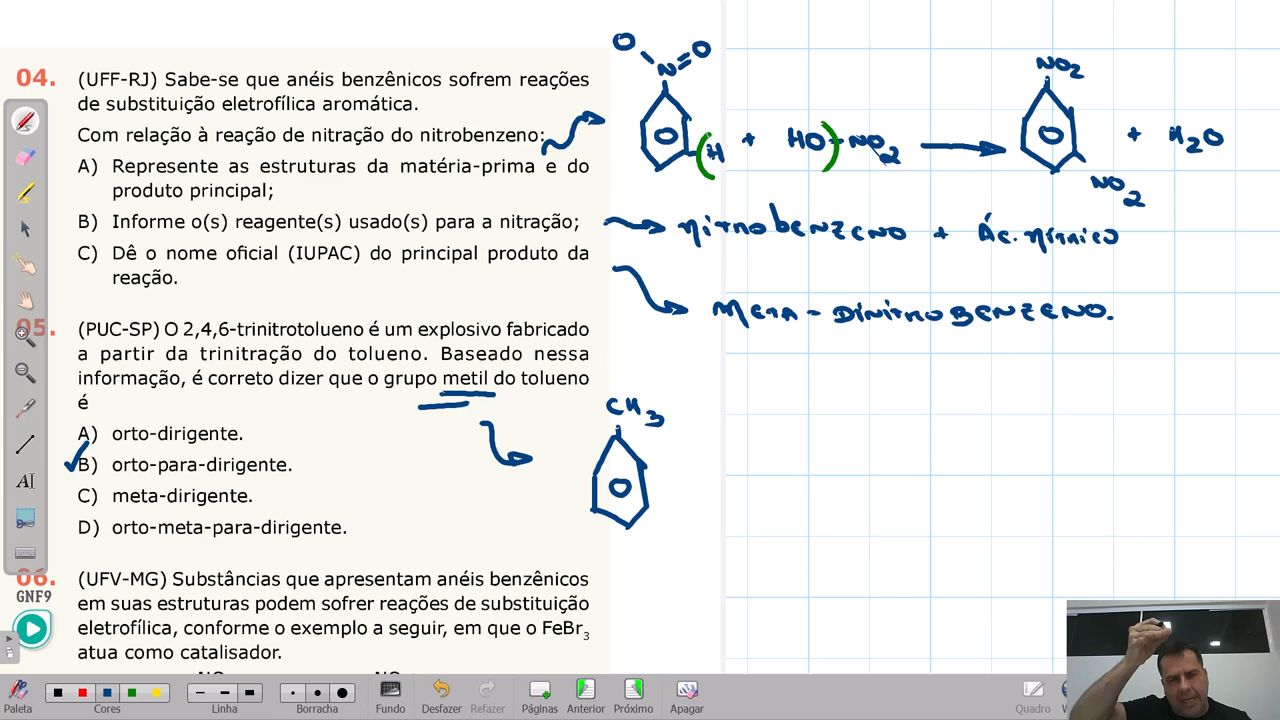 04. (UFF-RJ) Sabe-se que anéis benzênicos sofrem reações
de substituição eletrofílica aromática.
Com relação à reação de nitração do nitrobenzeno:
A) Represente as estruturas da matéria-prima e do
produto principal;
B) Informe o(s) reagente(s) usado(s) para a nitração;
C) Dê o nome oficial (IUPAC) do principal produto da
reação.
05. (PUC-SP) O 2,4,6-trinitrotolueno é um explosivo fabricado
a partir da trinitração do tolueno. Baseado nessa
informação, é correto dizer que o grupo metil do tolueno
é
A) orto-dirigente.
B) orto-para-dirigente.
C) meta-dirigente.
D) orto-meta-para-dirigente.
06. (UFV-MG) Substâncias que apresentam anéis benzênicos
GNF9
em suas estruturas podem sofrer reações de substituição
eletrofílica, conforme o exemplo a seguir, em que o FeBr3
atua como catalisador.
O O
N
(H + HO)-NO2
NO2
NO2
+ H2O
nitrobenzeno + Ác. nítrico
META - DINITROBENZENO.
CH3
Paleta Cores Linha Borracha Fundo Desfazer Refazer Páginas Anterior Próximo Apagar Quadro